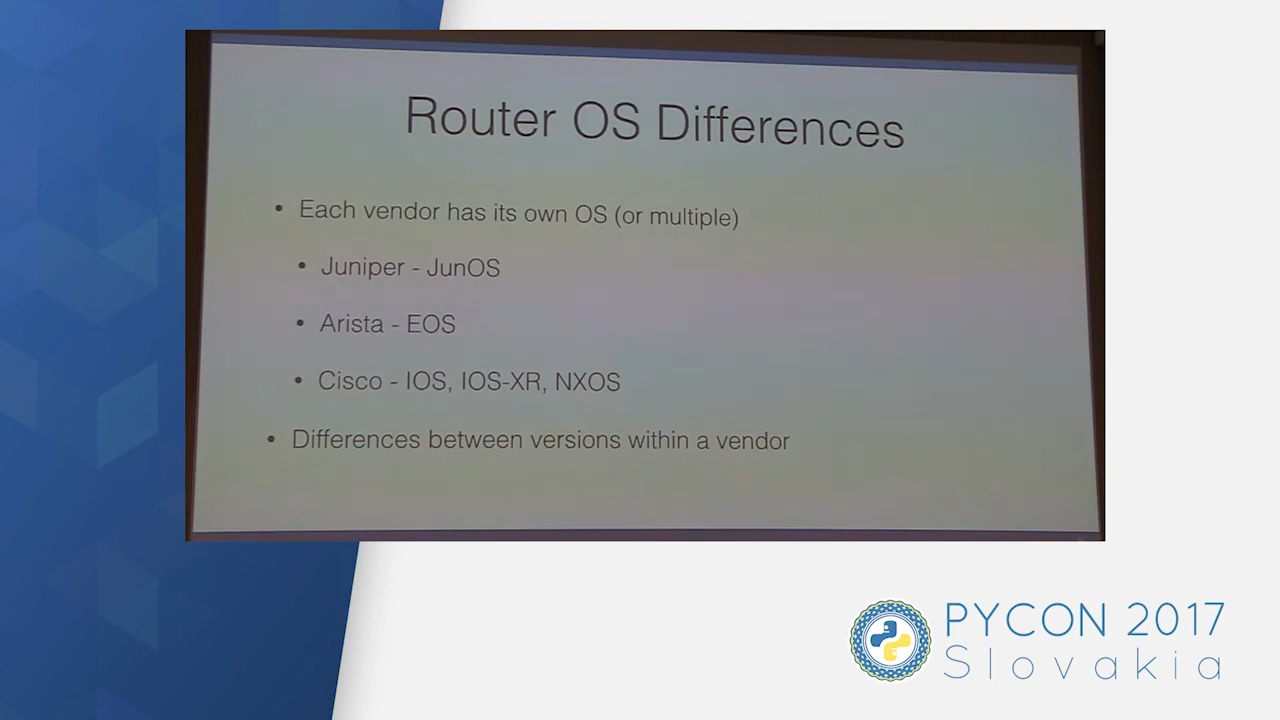 Router OS Differences
• Each vendor has its own OS (or multiple)
• Juniper - JunOS
• Arista - EOS
• Cisco - IOS, IOS-XR, NXOS
• Differences between versions within a vendor
PYCON 2017
Slovakia